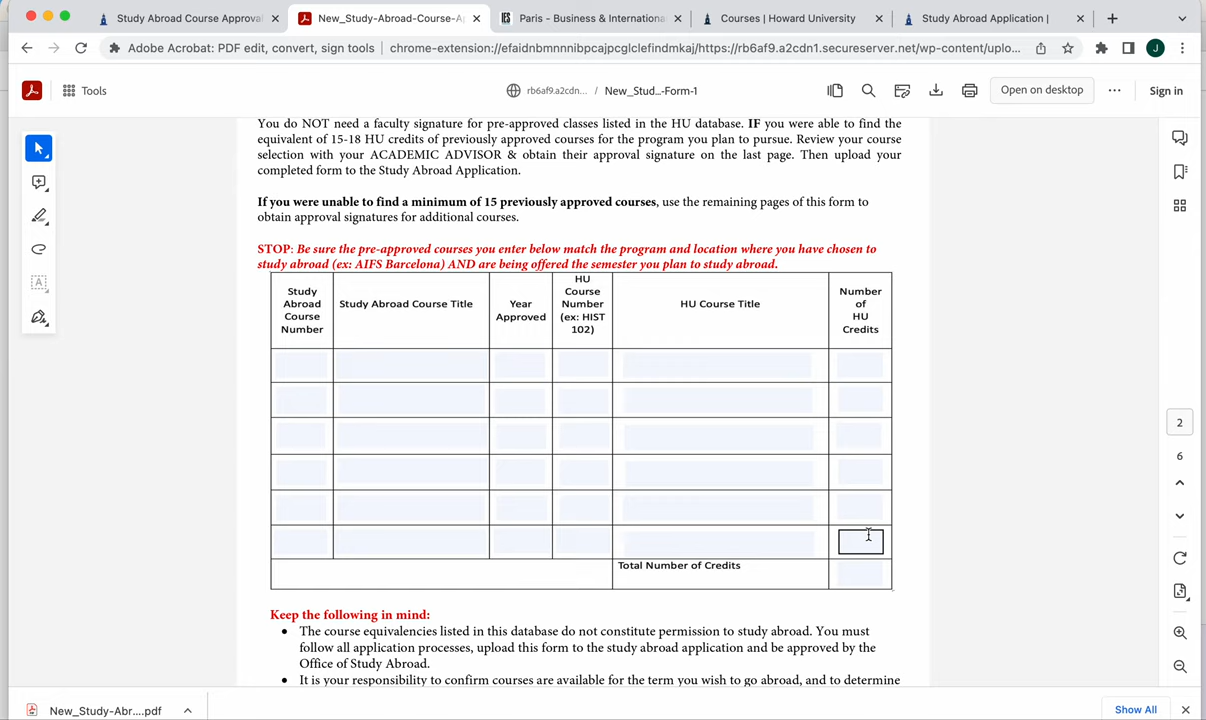 Study Abroad Course Approval
New_Study-Abroad-Course-A
IES Paris - Business & Internationa
Courses | Howard University
Study Abroad Application |
Adobe Acrobat: PDF edit, convert, sign tools
chrome-extension://efaidnbmnnnibpcajpcglclefindmkaj/https://rb6af9.a2cdn1.secureserver.net/wp-content/uplo...
J
Tools
rb6af9.a2cdn... / New_Stud...-Form-1
Open on desktop
Sign in
You do NOT need a faculty signature for pre-approved classes listed in the HU database. IF you were able to find the
equivalent of 15-18 HU credits of previously approved courses for the program you plan to pursue. Review your course
selection with your ACADEMIC ADVISOR & obtain their approval signature on the last page. Then upload your
completed form to the Study Abroad Application.
If you were unable to find a minimum of 15 previously approved courses, use the remaining pages of this form to
obtain approval signatures for additional courses.
STOP: Be sure the pre-approved courses you enter below match the program and location where you have chosen to
study abroad (ex: AIFS Barcelona) AND are being offered the semester you plan to study abroad.
Study
Abroad
Course
Number
Study Abroad Course Title
Year
Approved
HU
Course
Number
(ex: HIST
102)
HU Course Title
Number
of
HU
Credits
Total Number of Credits
2
6
Keep the following in mind:
• The course equivalencies listed in this database do not constitute permission to study abroad. You must
follow all application processes, upload this form to the study abroad application and be approved by the
Office of Study Abroad.
• It is your responsibility to confirm courses are available for the term you wish to go abroad, and to determine
New_Study-Abr....pdf
Show All